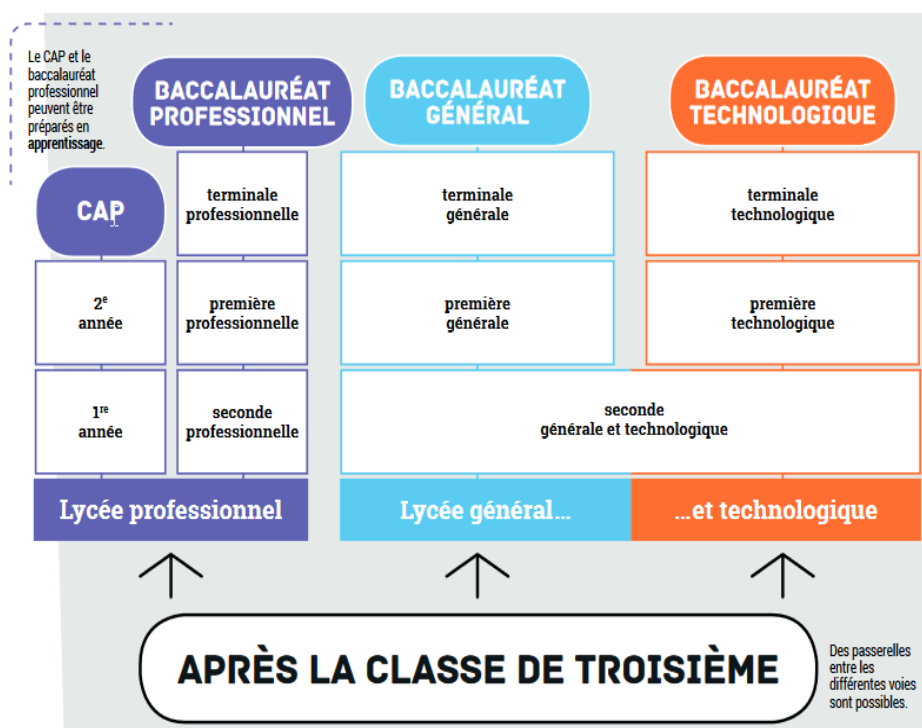 Le CAP et le
baccalauréat
professionnel
peuvent être
préparés en
apprentissage.
BACCALAURÉAT
PROFESSIONNEL
BACCALAURÉAT
GÉNÉRAL
BACCALAURÉAT
TECHNOLOGIQUE
CAP
terminale
professionnelle
terminale
générale
terminale
technologique
2e
année
première
professionnelle
première
générale
première
technologique
1re
année
seconde
professionnelle
seconde
générale et technologique
Lycée professionnel
Lycée général...
...et technologique
APRÈS LA CLASSE DE TROISIÈME
Des passerelles
entre les
différentes voies
sont possibles.